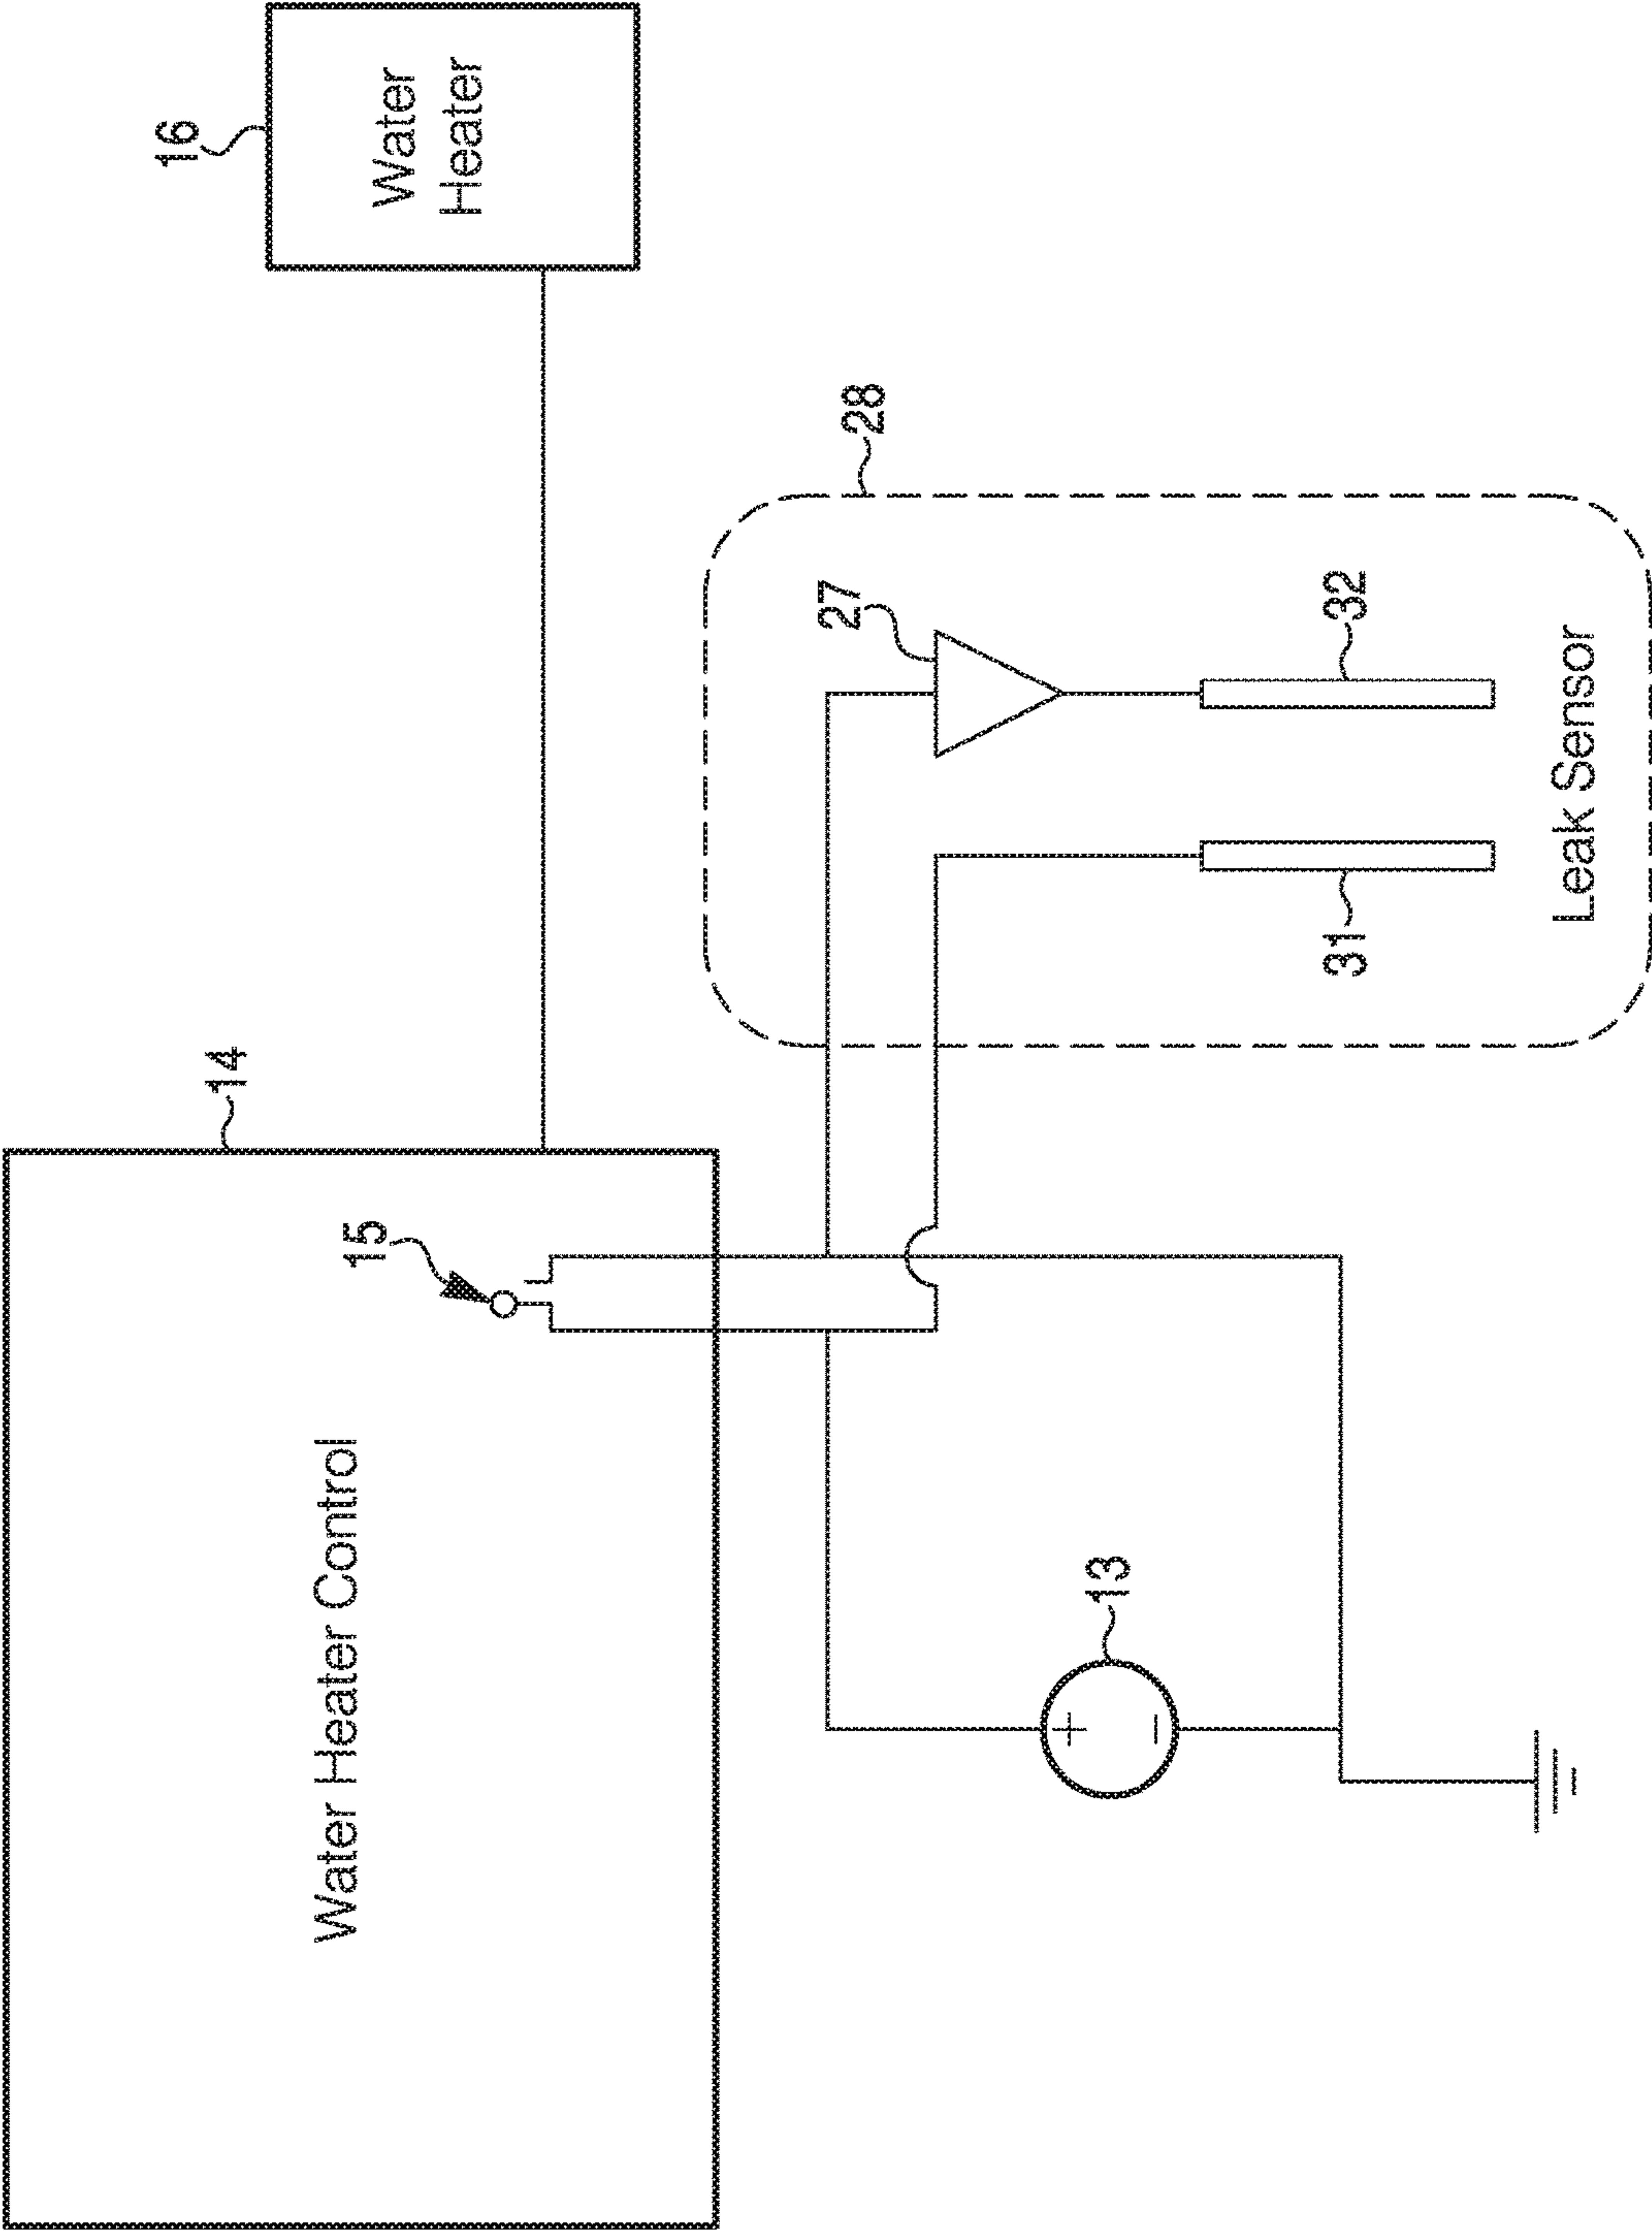 16
Water
Heater
28
27
32
31
Leak Sensor
14
15
Water Heater Control
13
+
−